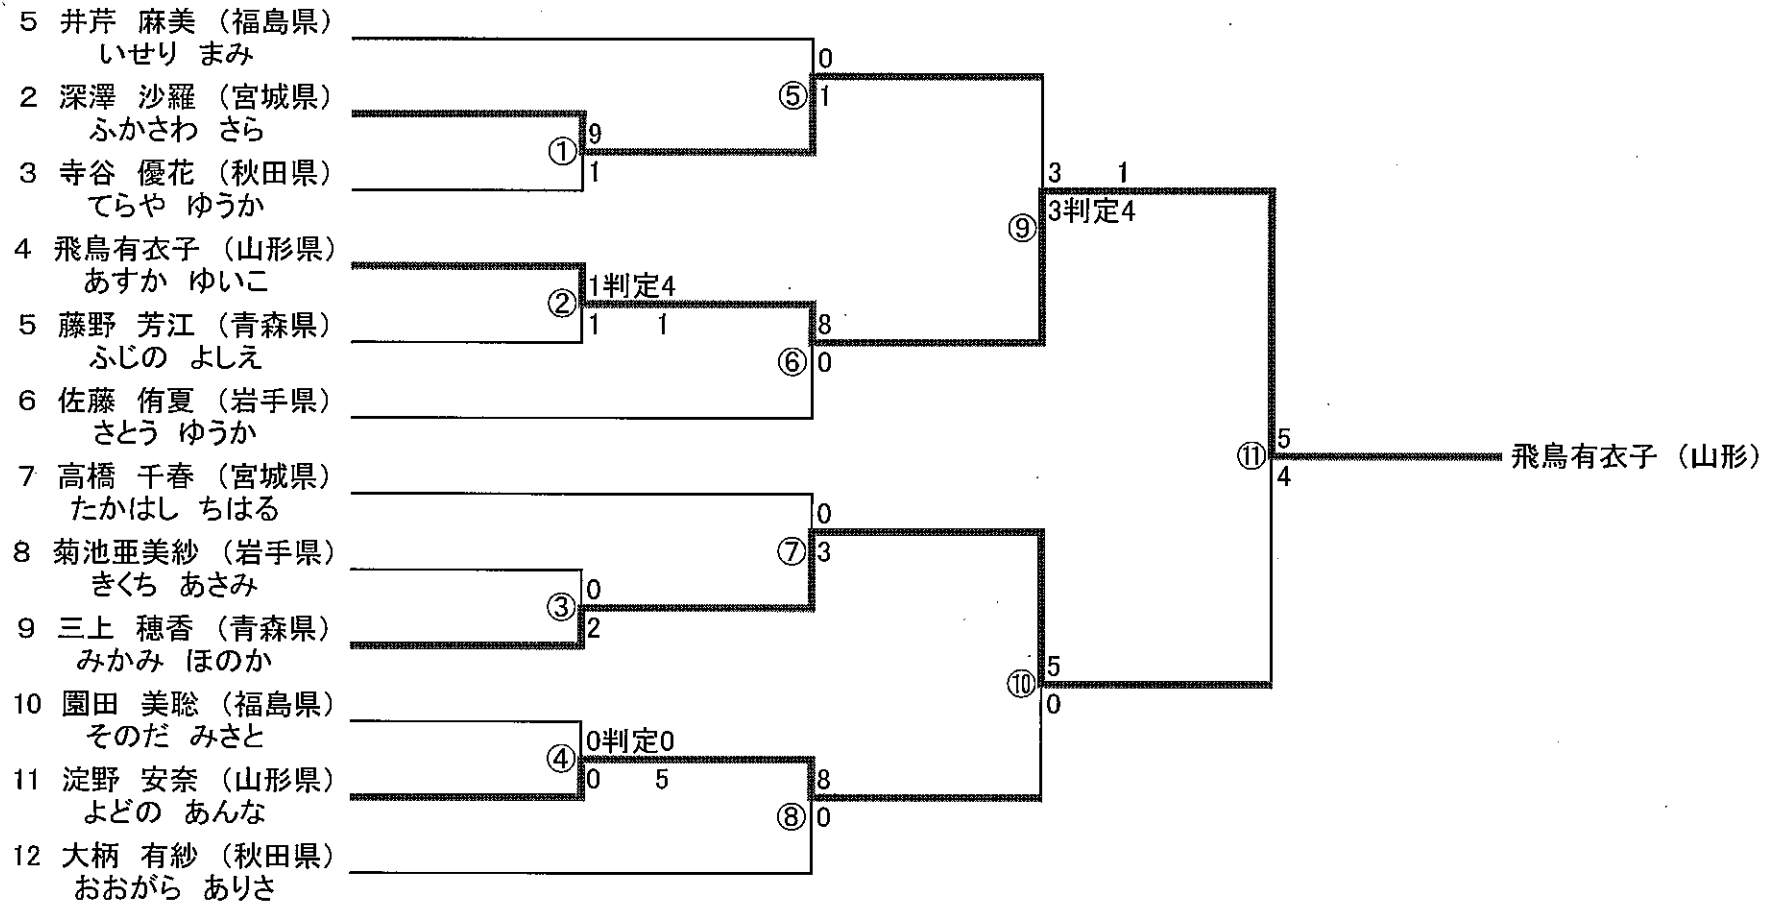 5 井芹 麻美 （福島県）
いせり まみ
2 深澤 沙羅 （宮城県）
ふかさわ さら
3 寺谷 優花 （秋田県）
てらや ゆうか
4 飛鳥有衣子 （山形県）
あすか ゆいこ
5 藤野 芳江 （青森県）
ふじの よしえ
6 佐藤 侑夏 （岩手県）
さとう ゆうか
7 高橋 千春 （宮城県）
たかはし ちはる
8 菊池亜美紗 （岩手県）
きくち あさみ
9 三上 穂香 （青森県）
みかみ ほのか
10 園田 美聡 （福島県）
そのだ みさと
11 淀野 安奈 （山形県）
よどの あんな
12 大柄 有紗 （秋田県）
おおがら ありさ
① 9
1
② 1判定4
1 1
③ 0
2
④ 0判定0
0 5
0
⑤ 1
8
⑥ 0
0
⑦ 3
8
⑧ 0
3 1
⑨ 3判定4
5
⑩ 0
5
⑪ 4
飛鳥有衣子 （山形）